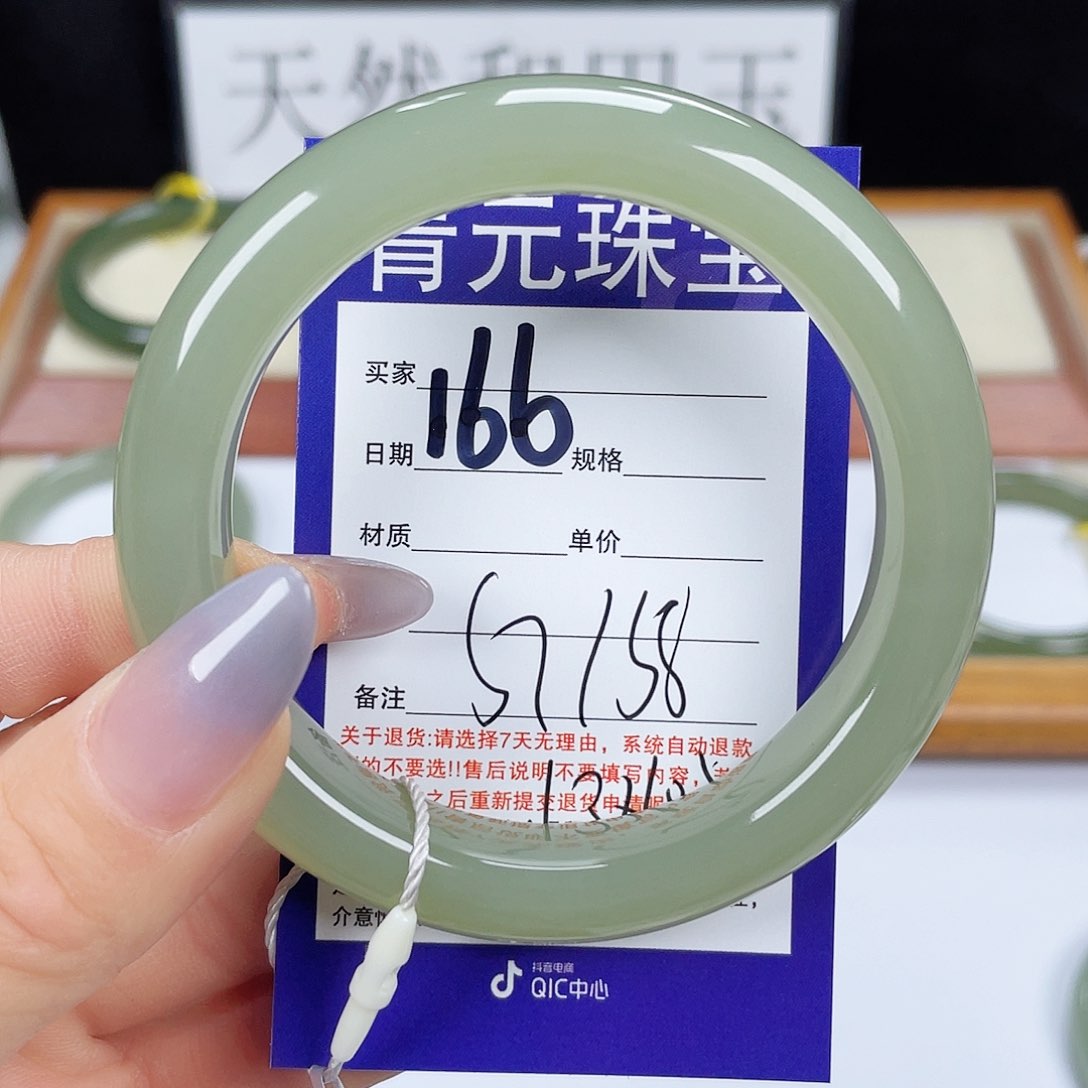 天然和田玉
元珠宝
买家
166
日期 规格
材质 单价
57/58
备注
关于退货:请选择7天无理由，系统自动退款
的不要选!!售后说明不要填写内容，
之后重新提交退货申请呢
介意
抖音电商
QIC中心